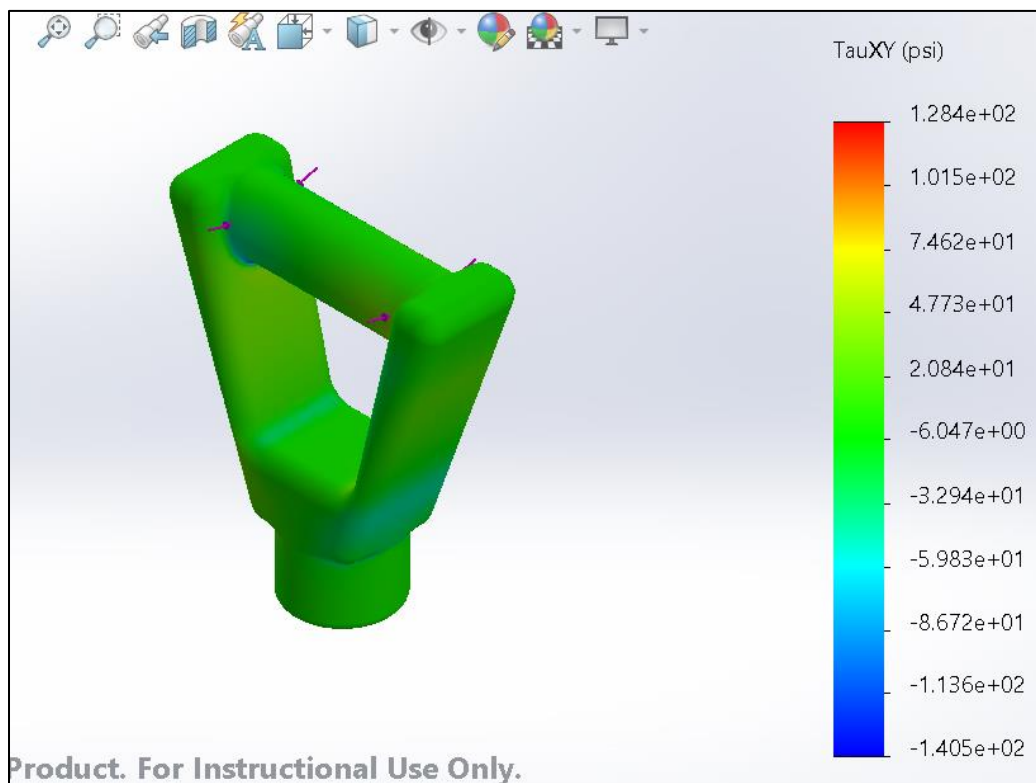 TauXY (psi)
1.284e+02
1.015e+02
7.462e+01
4.773e+01
2.084e+01
-6.047e+00
-3.294e+01
-5.983e+01
-8.672e+01
-1.136e+02
-1.405e+02
Product. For Instructional Use Only.